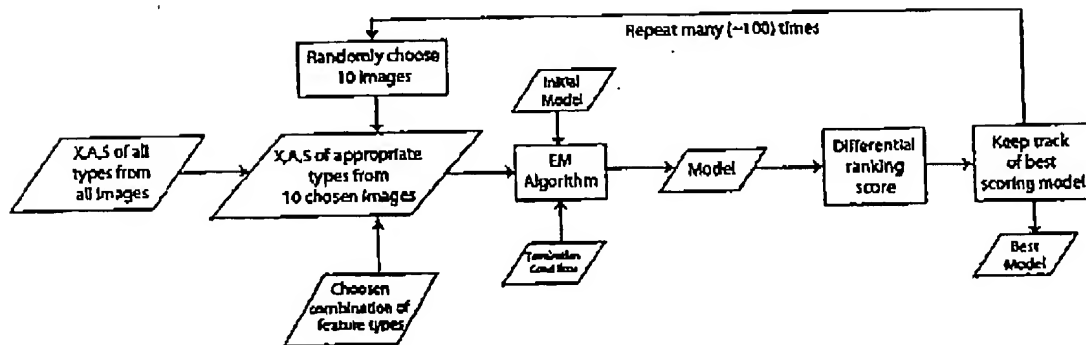 Repeat many (~100) times
Randomly choose
10 images
Initial
Model
X,A,S of all
types from
all images
X,A,S of appropriate
types from
10 chosen images
EM
Algorithm
Model
Differential
ranking
score
Keep track
of best
scoring model
Termination
Conditions
Best
Model
Choosen
combination of
feature types